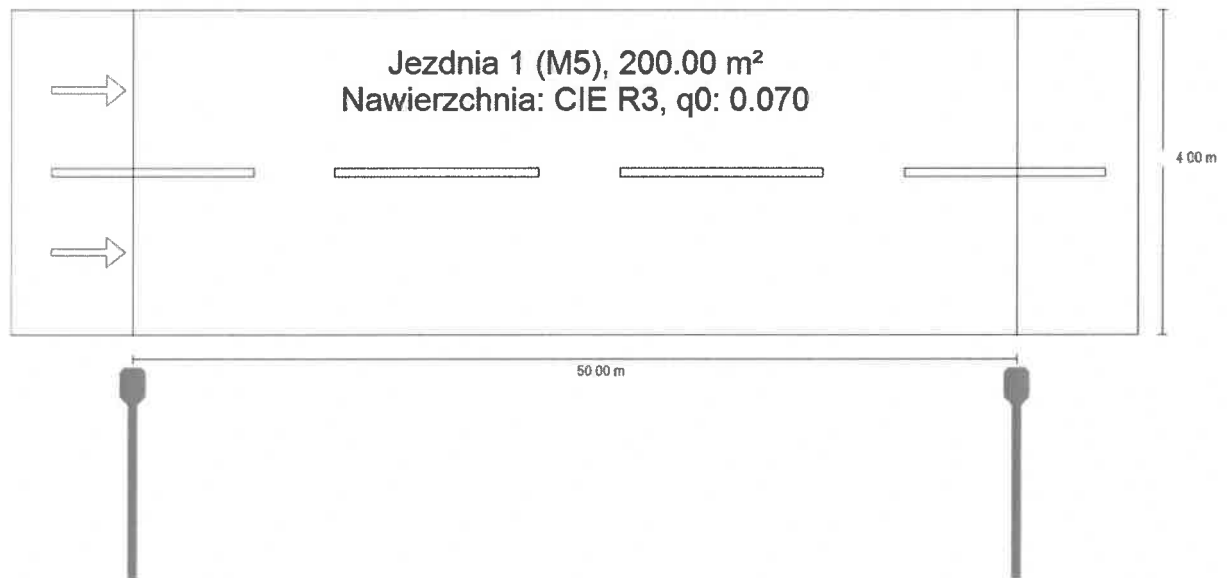 Jezdnia 1 (M5), 200.00 m²
Nawierzchnia: CIE R3, q0: 0.070
4 00 m
50 00 m